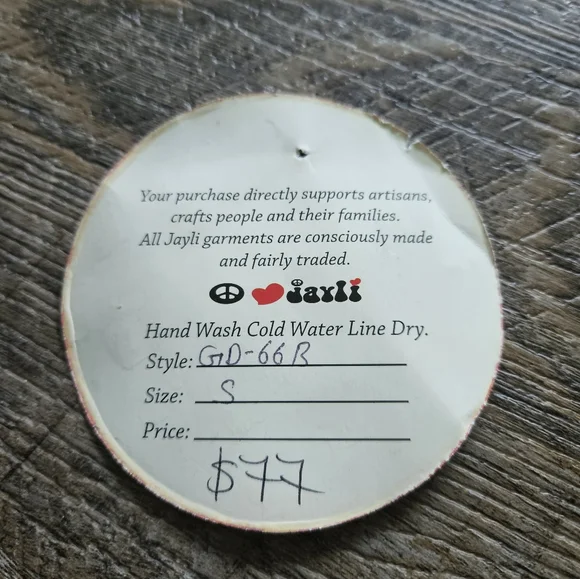 Your purchase directly supports artisans,
crafts people and their families.
All Jayli garments are consciously made
and fairly traded.
jayli
Hand Wash Cold Water Line Dry.
Style: GD-66R
Size: S
Price:
$77